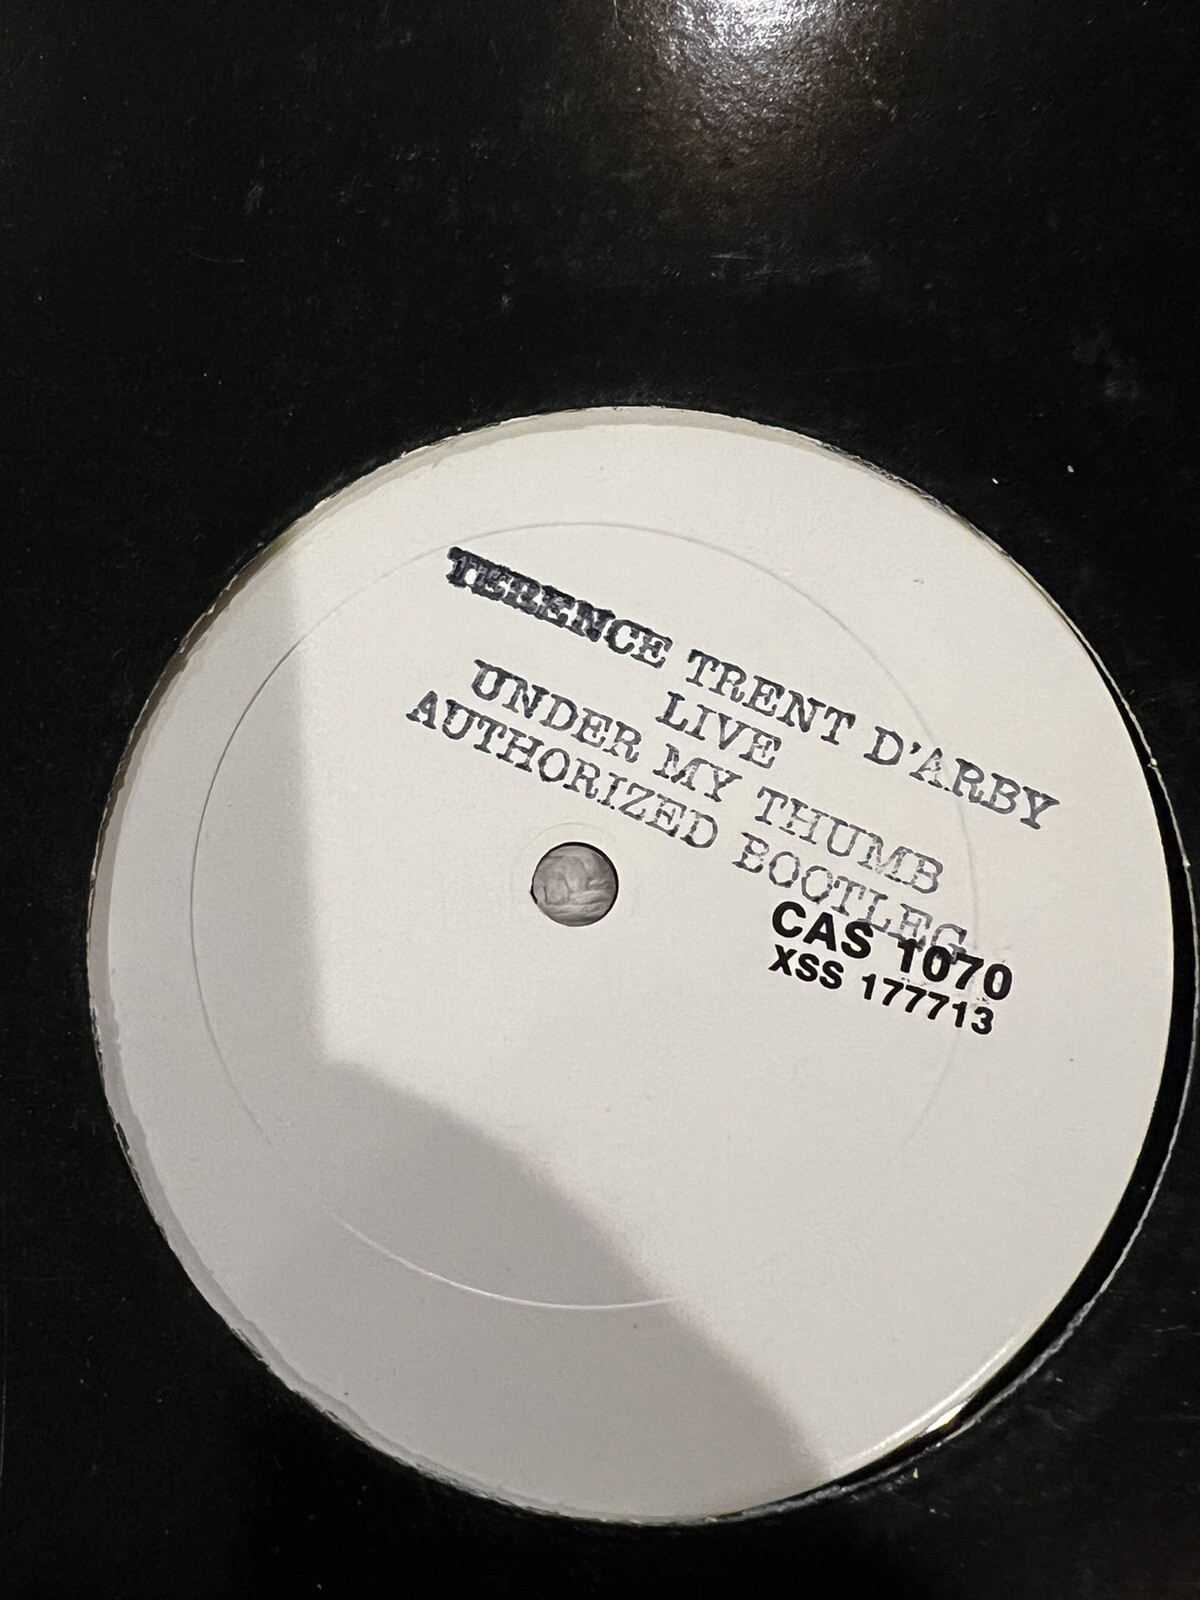 TERENCE TRENT D'ARBY
LIVE
UNDER MY THUMB
AUTHORIZED BOOTLEG
CAS 1070
XSS 177713